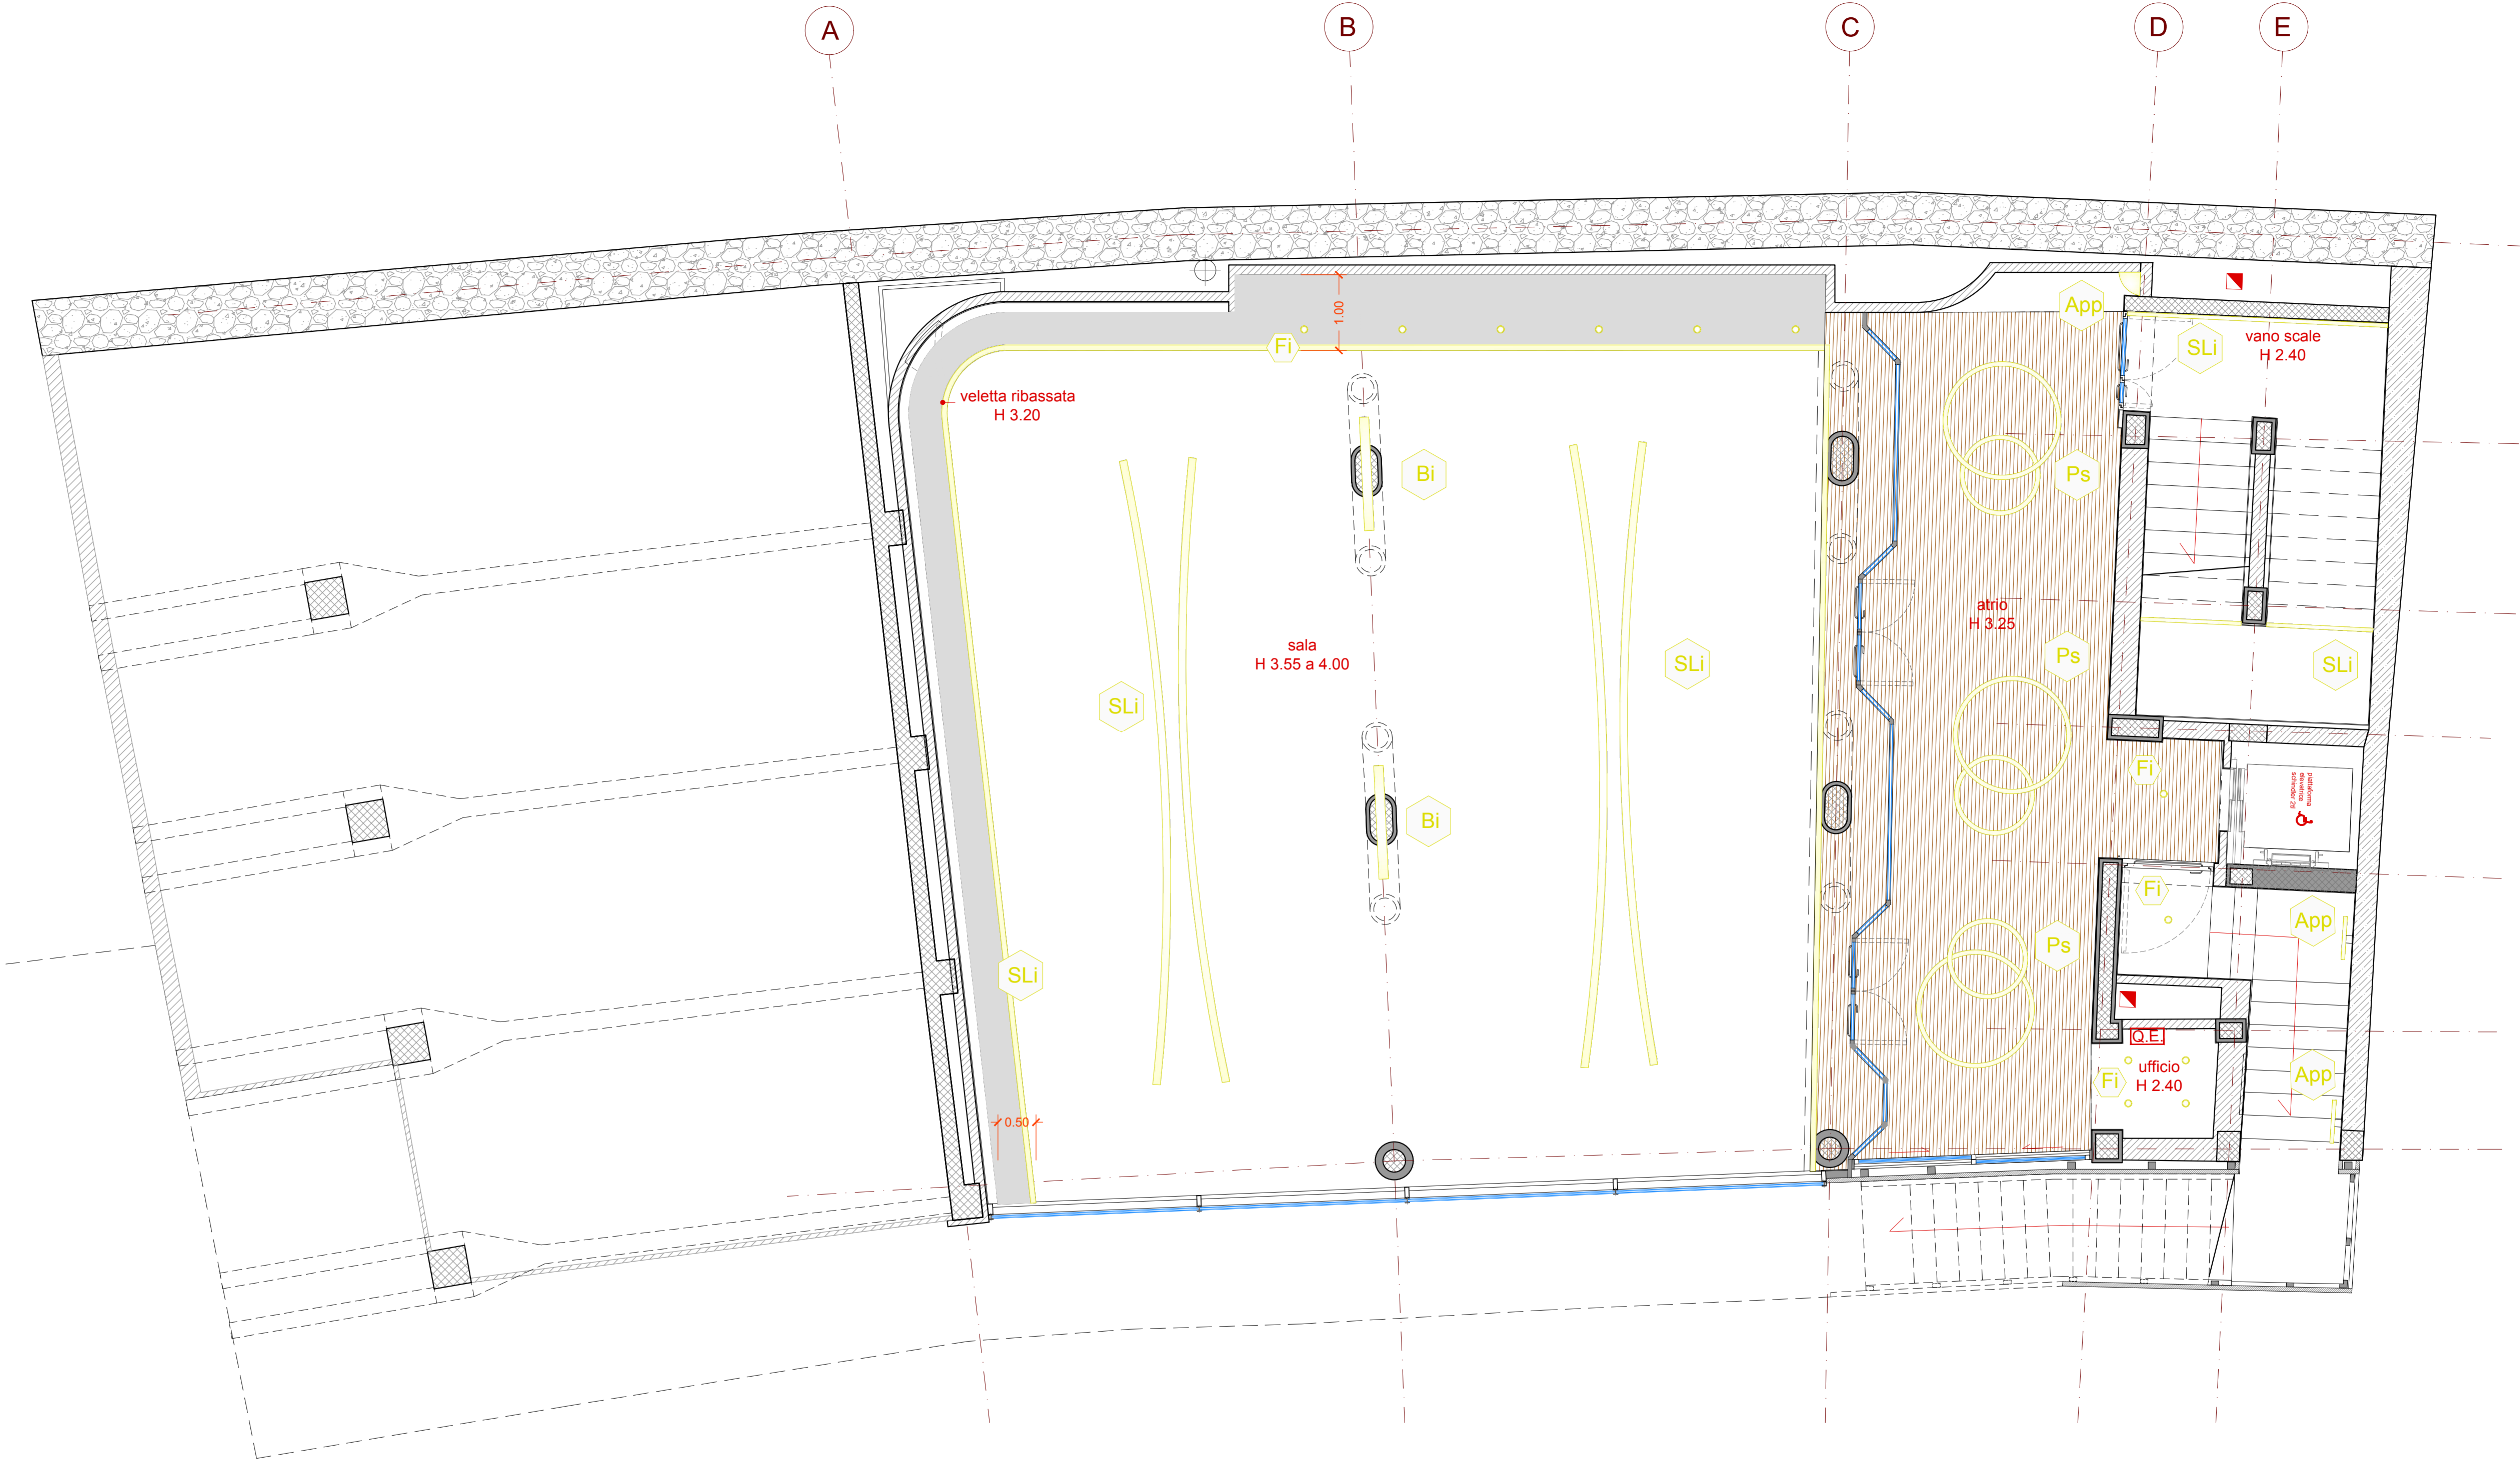 A
B
C
D
E
App
SLi
vano scale
H 2.40
1.00
Fi
veletta ribassata
H 3.20
Bi
Ps
atrio
H 3.25
sala
H 3.55 a 4.00
SLi
Ps
SLi
SLi
Fi
piattaforma
elevatrice
Bi
Fi
App
Ps
SLi
Q.E.
ufficio
H 2.40
Fi
App
0.50